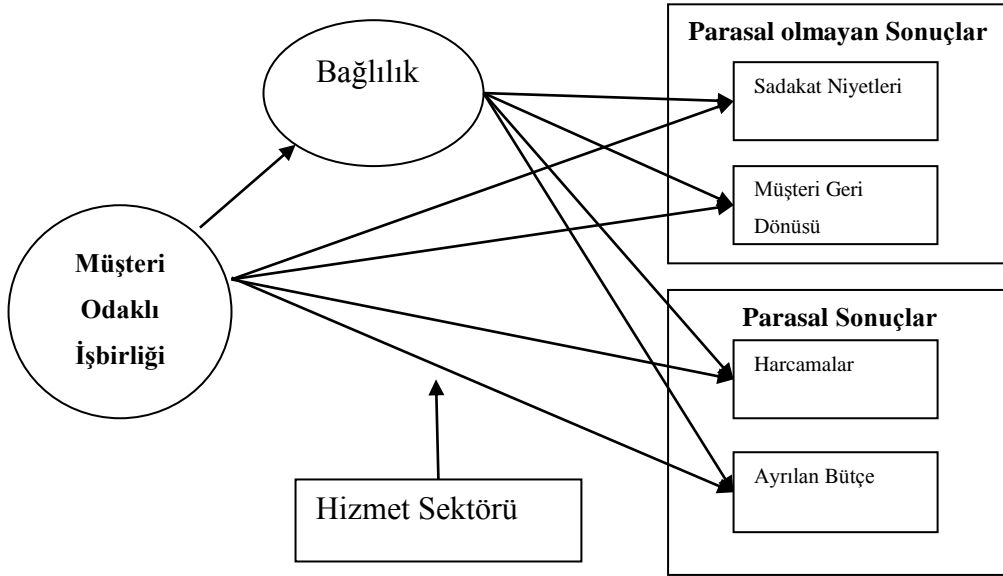 Parasal olmayan Sonuçlar
Bağlılık
Sadakat Niyetleri
Müşteri Geri
Dönüsü
Müşteri
Odaklı
İşbirliği
Parasal Sonuçlar
Harcamalar
Ayrılan Bütçe
Hizmet Sektörü